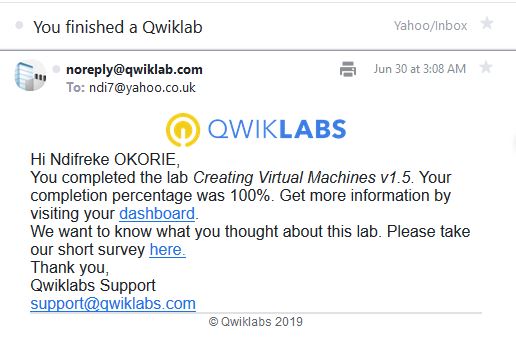 You finished a Qwiklab
Yahoo/Inbox
noreply@qwiklab.com
Jun 30 at 3:08 AM
To: ndi7@yahoo.co.uk
QWIKLABS
Hi Ndifreke OKORIE,
You completed the lab Creating Virtual Machines v1.5. Your
completion percentage was 100%. Get more information by
visiting your dashboard.
We want to know what you thought about this lab. Please take
our short survey here.
Thank you,
Qwiklabs Support
support@qwiklabs.com
© Qwiklabs 2019